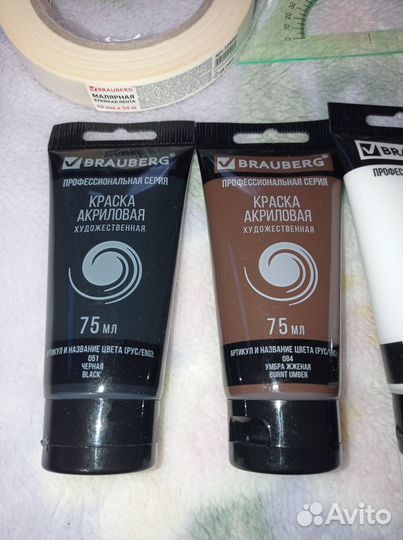 BRAUBERG
МАЛЯРНАЯ
КЛЕЙКАЯ ЛЕНТА
BRAUBERG
ПРОФЕССИОНАЛЬНАЯ СЕРИЯ
КРАСКА
АКРИЛОВАЯ
ХУДОЖЕСТВЕННАЯ
75 МЛ
АРТИКУЛ И НАЗВАНИЕ ЦВЕТА (РУС/ENG):
051
ЧЕРНАЯ
BLACK
BRAUBERG
ПРОФЕССИОНАЛЬНАЯ СЕРИЯ
КРАСКА
АКРИЛОВАЯ
ХУДОЖЕСТВЕННАЯ
75 МЛ
АРТИКУЛ И НАЗВАНИЕ ЦВЕТА (РУС/ENG):
084
УМБРА ЖЖЕНАЯ
BURNT UMBER
ПРОФЕС
Avito